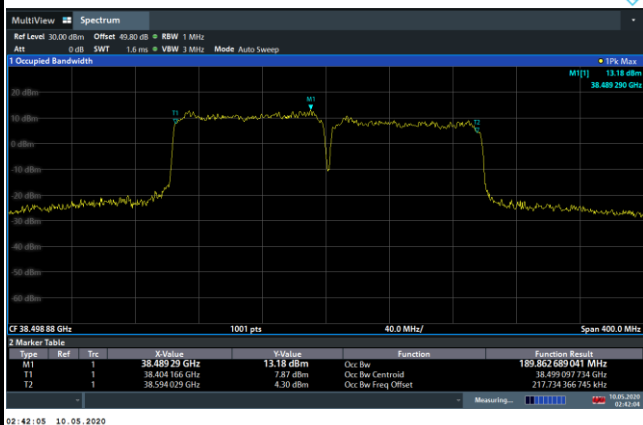 MultiView Spectrum
Ref Level 30.00 dBm Offset 49.80 dB RBW 1 MHz
Att 0 dB SWT 1.6 ms VBW 3 MHz Mode Auto Sweep
1 Occupied Bandwidth 1Pk Max
M1[1] 13.18 dBm
38.489 290 GHz
20 dBm
M1
T1
10 dBm
T2
0 dBm
-10 dBm
-20 dBm
-30 dBm
-40 dBm
-50 dBm
-60 dBm
CF 38.498 88 GHz 1001 pts 40.0 MHz/ Span 400.0 MHz
2 Marker Table
Type Ref Trc X-Value Y-Value Function Function Result
M1 1 38.489 29 GHz 13.18 dBm Occ Bw 189.862 689 041 MHz
T1 1 38.404 166 GHz 7.87 dBm Occ Bw Centroid 38.499 097 734 GHz
T2 1 38.594 029 GHz 4.30 dBm Occ Bw Freq Offset 217.734 366 745 kHz
Measuring... 10.05.2020
02:42:04
02:42:05 10.05.2020